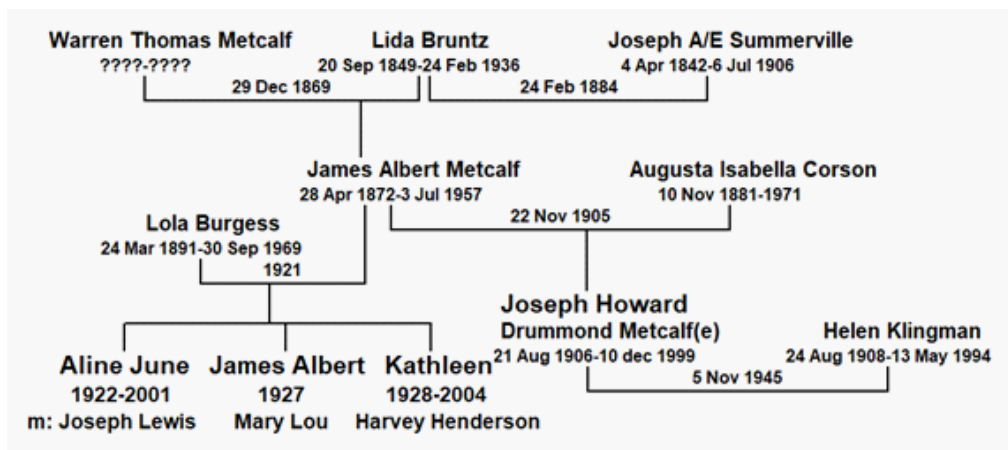 Warren Thomas Metcalf
????-????
Lida Bruntz
20 Sep 1849-24 Feb 1936
Joseph A/E Summerville
4 Apr 1842-6 Jul 1906
29 Dec 1869
24 Feb 1884
James Albert Metcalf
28 Apr 1872-3 Jul 1957
Augusta Isabella Corson
10 Nov 1881-1971
22 Nov 1905
Lola Burgess
24 Mar 1891-30 Sep 1969
1921
Joseph Howard
Drummond Metcalf(e)
21 Aug 1906-10 dec 1999
Helen Klingman
24 Aug 1908-13 May 1994
5 Nov 1945
Aline June
1922-2001
m: Joseph Lewis
James Albert
1927
Mary Lou
Kathleen
1928-2004
Harvey Henderson